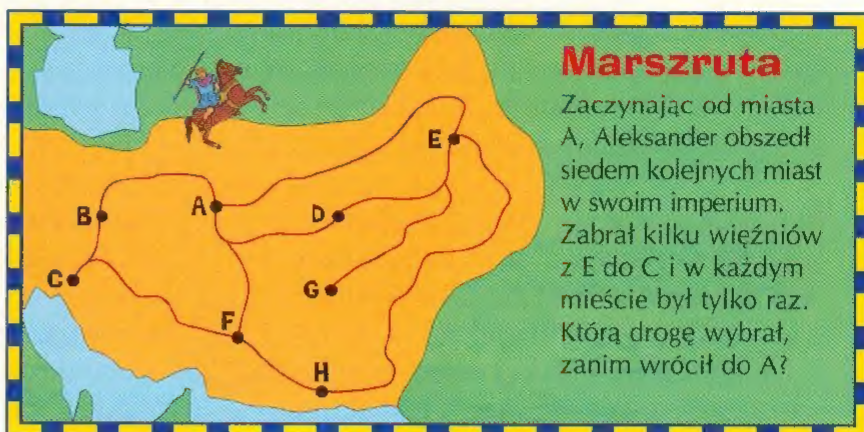 Marszruta
Zaczynając od miasta
A, Aleksander obszedł
siedem kolejnych miast
w swoim imperium.
Zabrał kilku więźniów
z E do C i w każdym
mieście był tylko raz.
Którą drogę wybrał,
zanim wrócił do A?
E
B
A
D
C
G
F
H